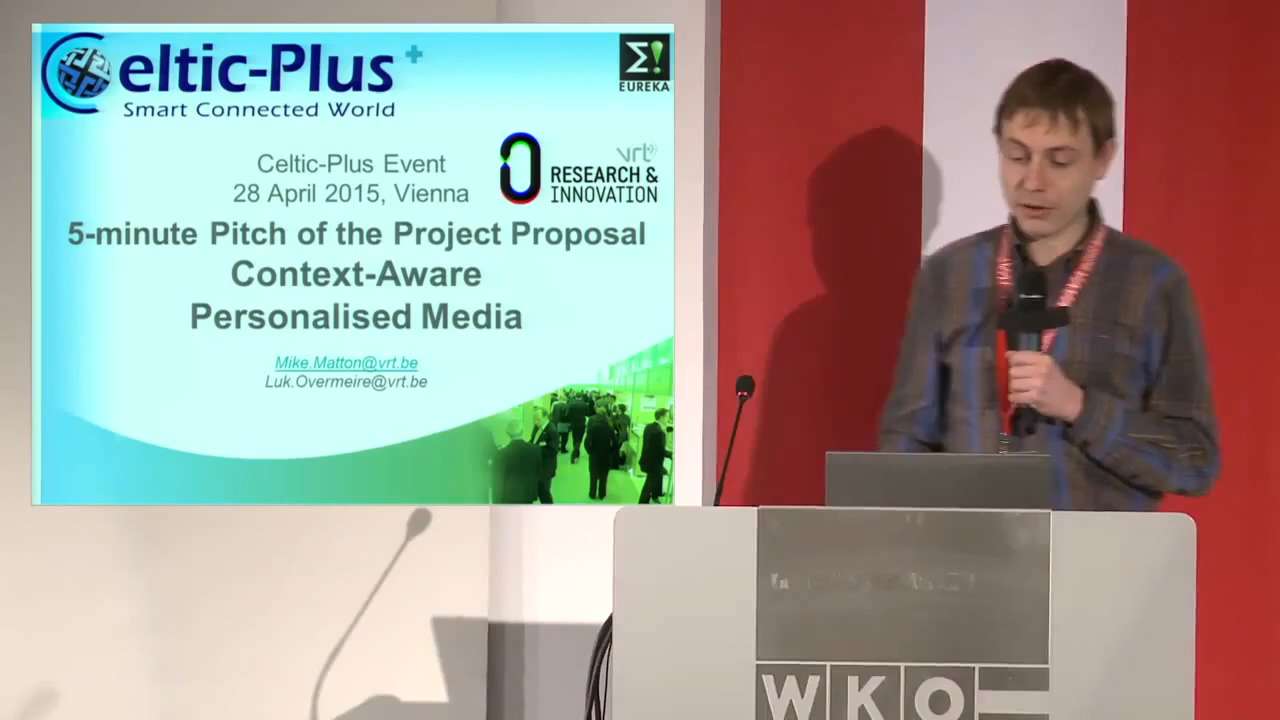 Celtic-Plus+
Smart Connected World
Σ!
EUREKA
Celtic-Plus Event
28 April 2015, Vienna
vrt
RESEARCH &
INNOVATION
5-minute Pitch of the Project Proposal
Context-Aware
Personalised Media
Mike.Matton@vrt.be
Luk.Overmeire@vrt.be
WKO